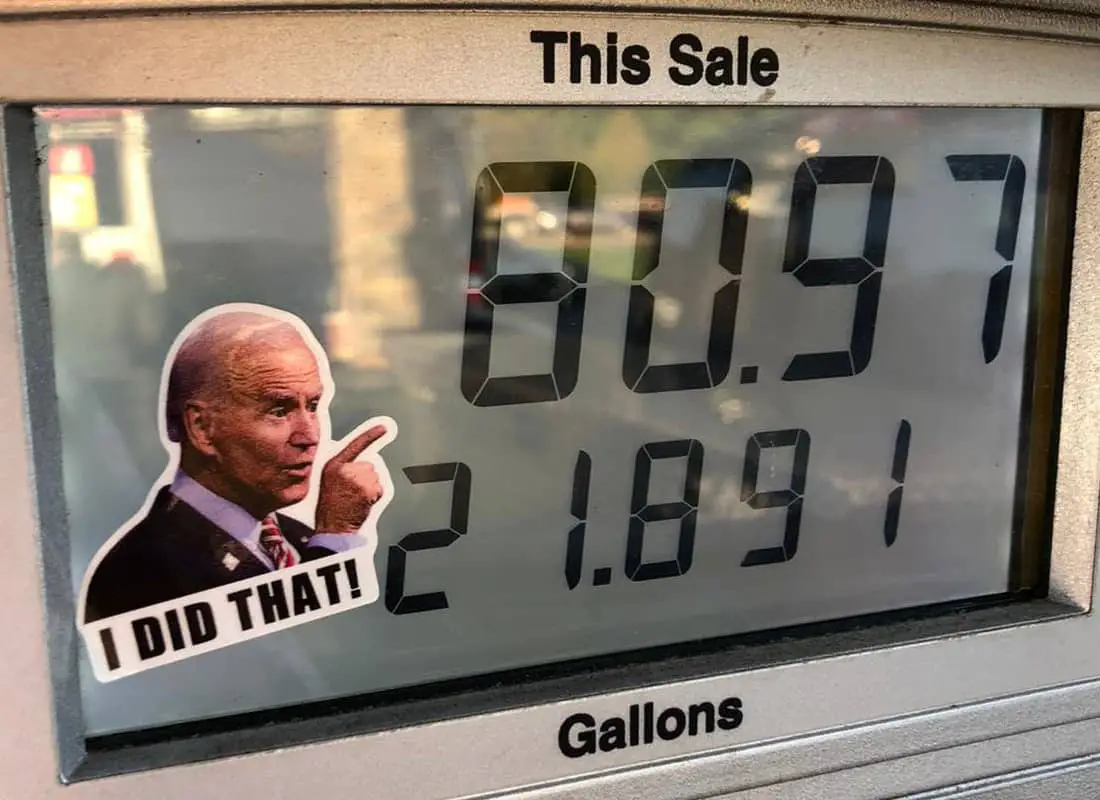 This Sale
80.97
21.891
I DID THAT!
Gallons